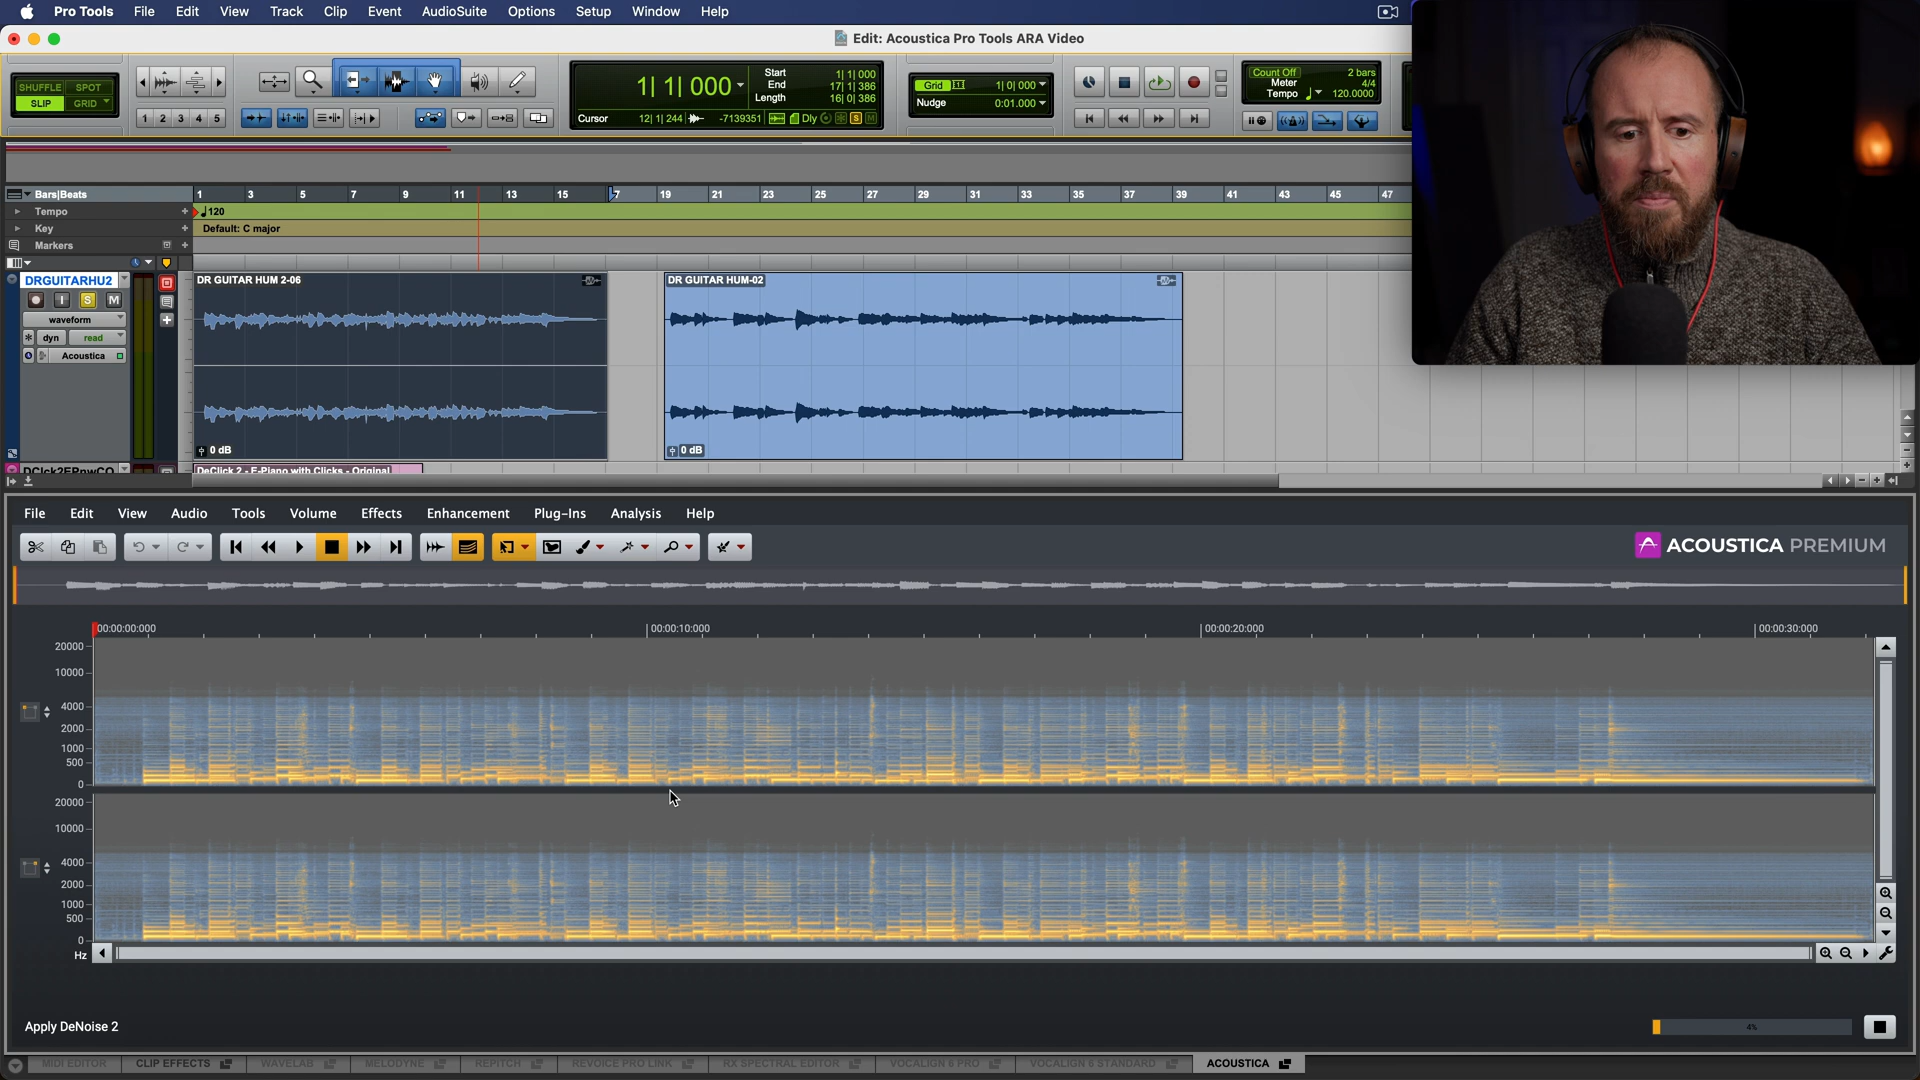 Pro Tools File Edit View Track Clip Event AudioSuite Options Setup Window Help
Edit: Acoustica Pro Tools ARA Video
SHUFFLE SPOT
SLIP GRID
1 2 3 4 5
1| 1| 000
Start 1| 1| 000
End 17| 1| 386
Length 16| 0| 386
Cursor 12| 1| 244 -7139351 Dly S M
Grid 1| 0| 000
Nudge 0:01.000
Count Off 2 bars
Meter 4/4
Tempo 120.0000
Bars|Beats
1 3 5 7 9 11 13 15 17 19 21 23 25 27 29 31 33 35 37 39 41 43 45 47
Tempo
120
Key
Default: C major
Markers
DRGUITARHU2
I S M
waveform
dyn read
Acoustica
DR GUITAR HUM 2-06
0 dB
DR GUITAR HUM-02
0 dB
DClck2EPnwCO
DeClick 2 - E-Piano with Clicks - Original
File Edit View Audio Tools Volume Effects Enhancement Plug-Ins Analysis Help
ACOUSTICA PREMIUM
00:00:00:000 00:00:10:000 00:00:20:000 00:00:30:000
20000
10000
4000
2000
1000
500
0
20000
10000
4000
2000
1000
500
0
Hz
Apply DeNoise 2
4%
MIDI EDITOR CLIP EFFECTS WAVELAB MELODYNE REPITCH REVOICE PRO LINK RX SPECTRAL EDITOR VOCALIGN 6 PRO VOCALIGN 6 STANDARD ACOUSTICA